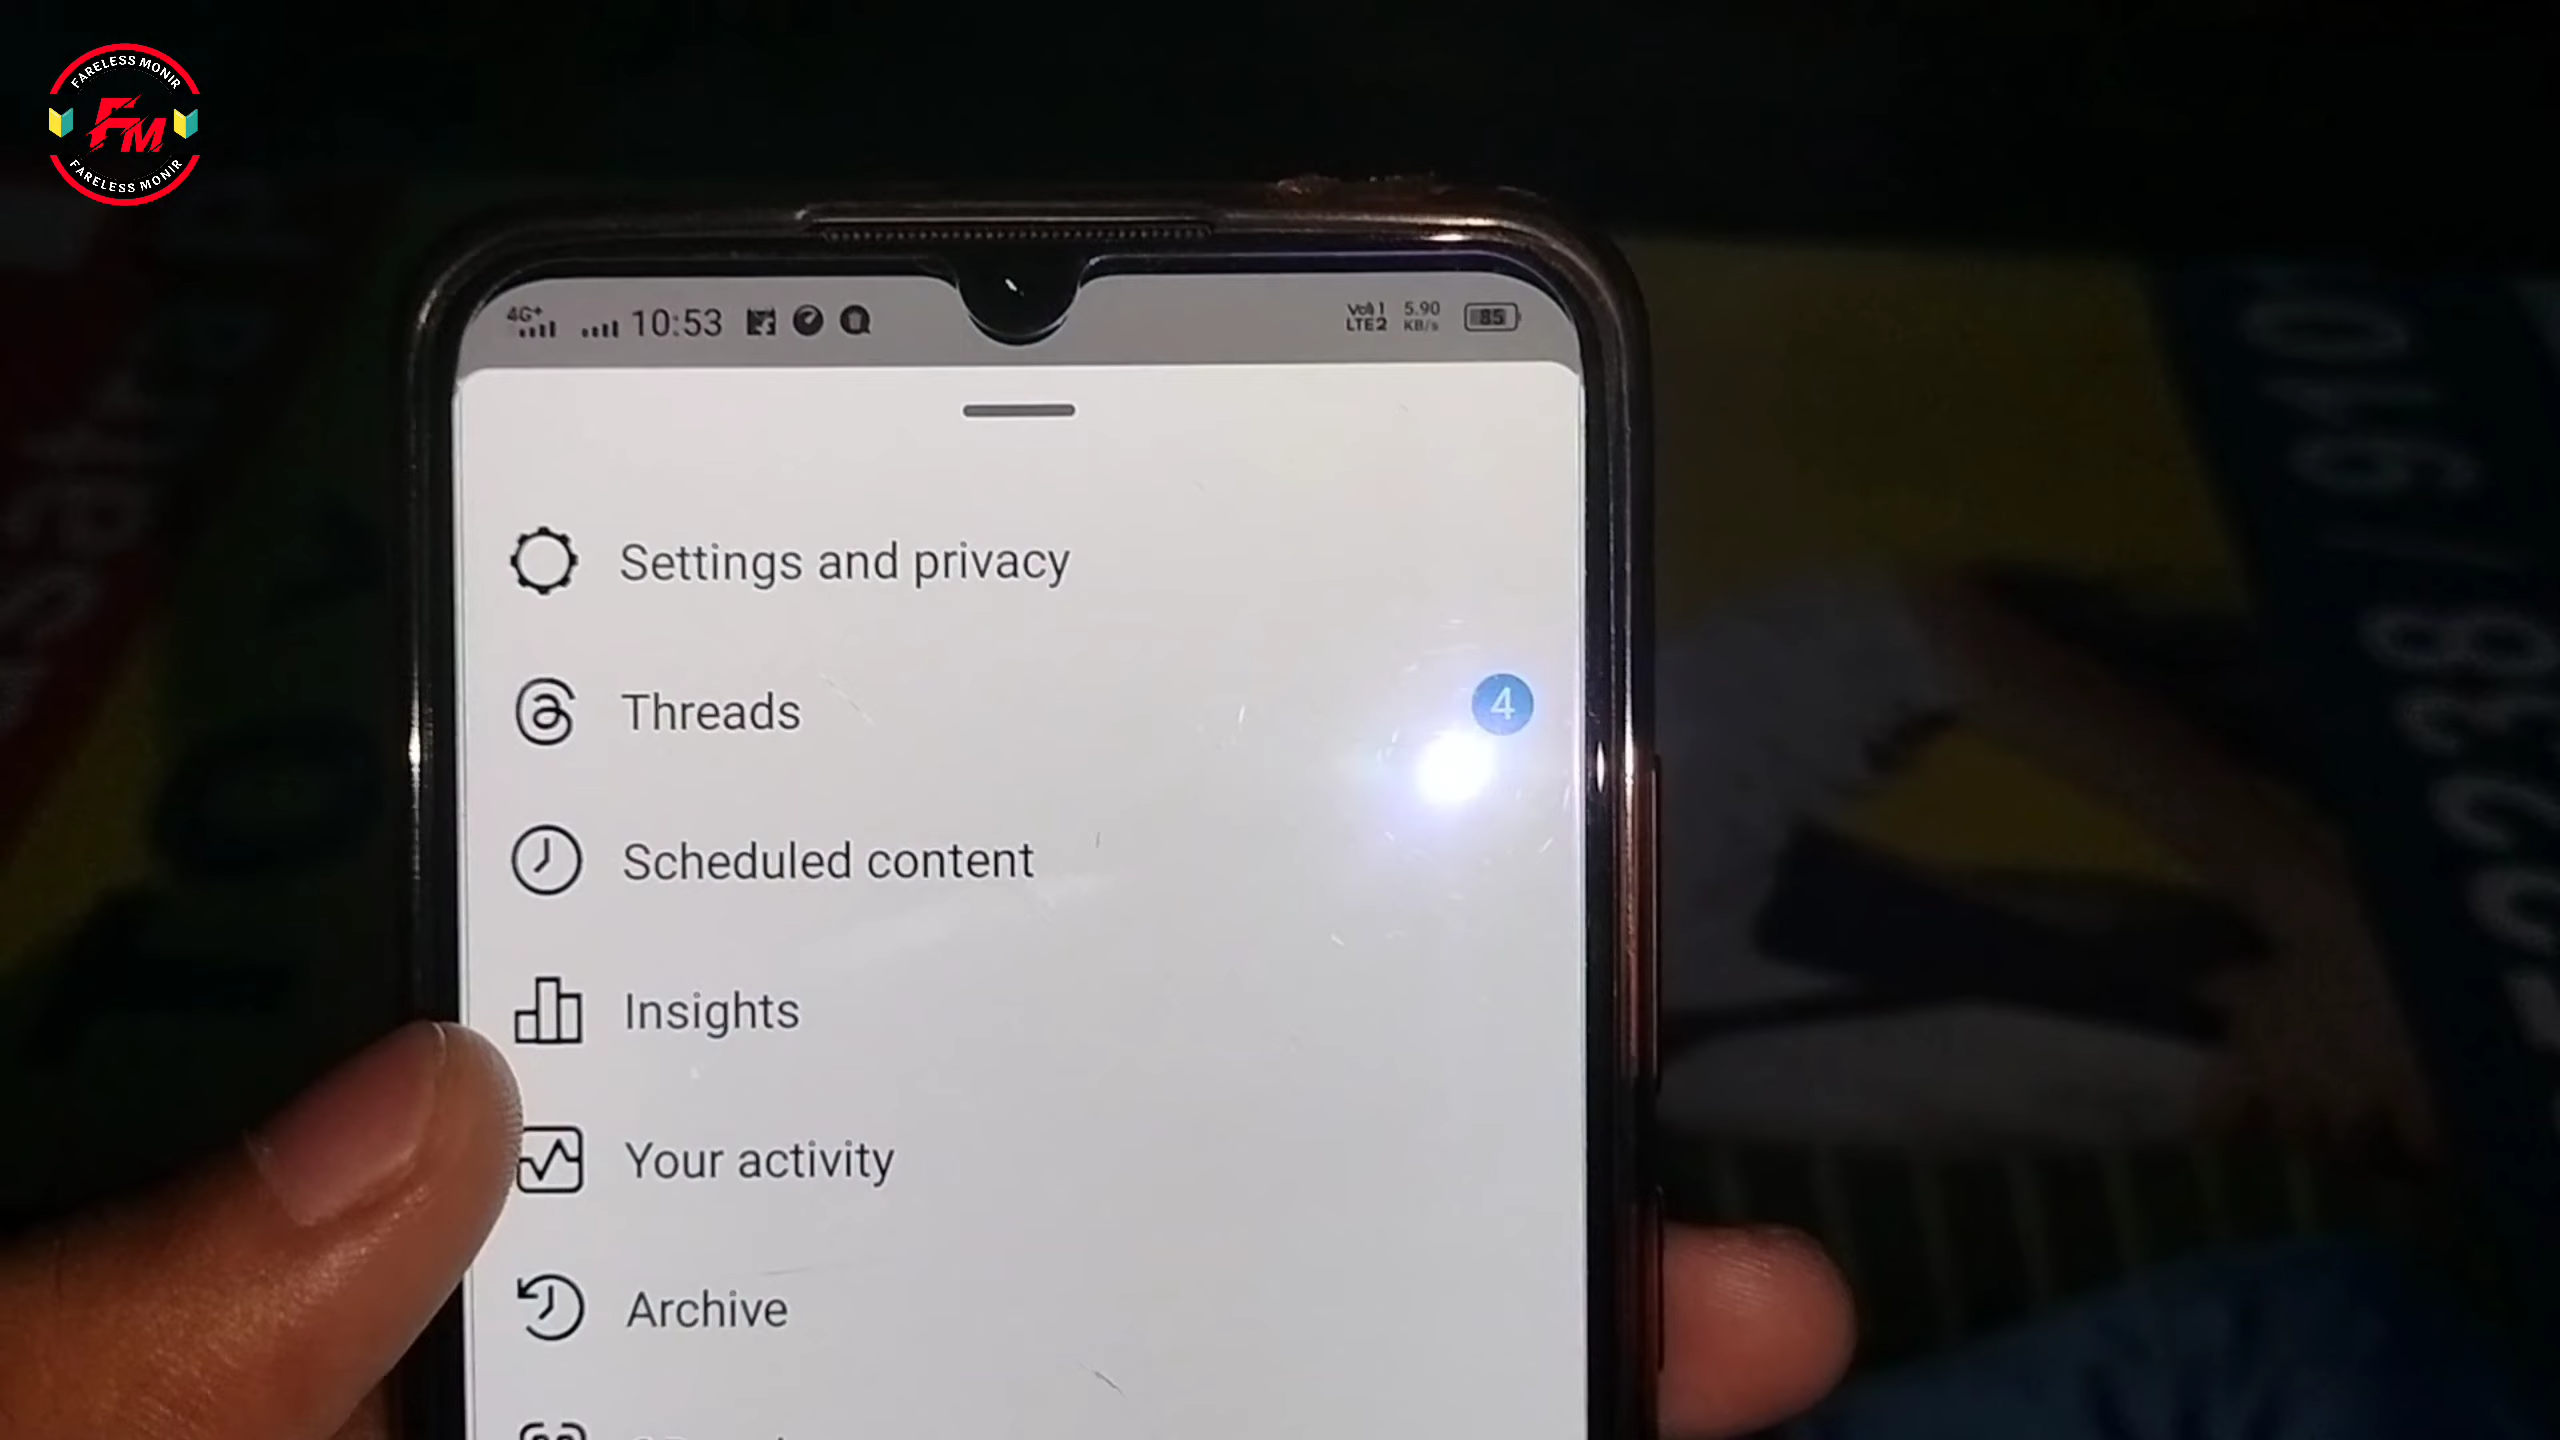 FARELESS MONIR
FM
FARELESS MONIR
4G+ 10:53
Vo) 1 LTE2 5.90 KB/s 85
Settings and privacy
Threads 4
Scheduled content
Insights
Your activity
Archive